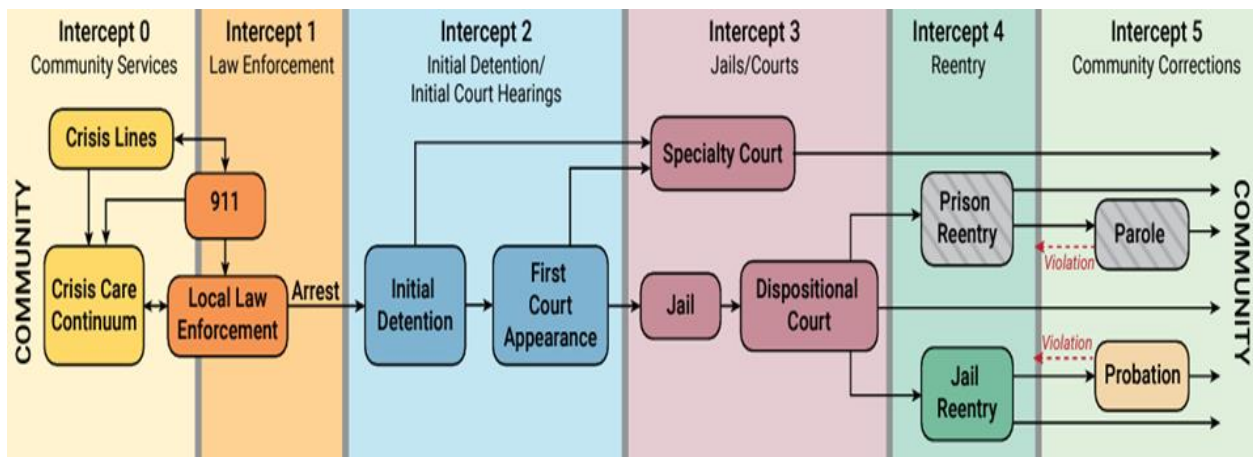 Intercept 0
Community Services
Intercept 1
Law Enforcement
Intercept 2
Initial Detention/
Initial Court Hearings
Intercept 3
Jails/Courts
Intercept 4
Reentry
Intercept 5
Community Corrections
COMMUNITY
Crisis Lines
911
Crisis Care
Continuum
Local Law
Enforcement
Arrest
Initial
Detention
First
Court
Appearance
Specialty Court
Jail
Dispositional
Court
Prison
Reentry
Parole
Violation
Jail
Reentry
Violation
Probation
COMMUNITY